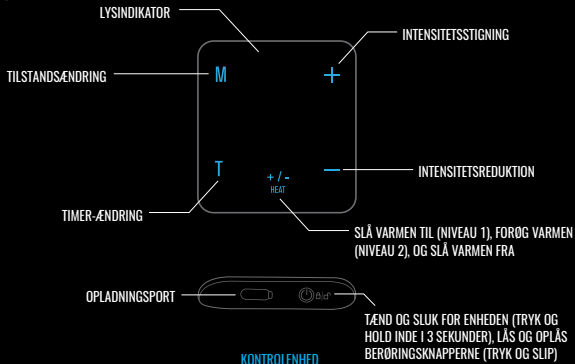 LYSINDIKATOR
INTENSITETSSTIGNING
M
+
TILSTANDSÆNDRING
T
+ / -
HEAT
−
INTENSITETSREDUKTION
TIMER-ÆNDRING
SLÅ VARMEN TIL (NIVEAU 1), FORØG VARMEN
(NIVEAU 2), OG SLÅ VARMEN FRA
OPLADNINGSPORT
TÆND OG SLUK FOR ENHEDEN (TRYK OG
HOLD INDE I 3 SEKUNDER), LÅS OG OPLÅS
BERØRINGSKNAPPERNE (TRYK OG SLIP)
KONTROLENHED